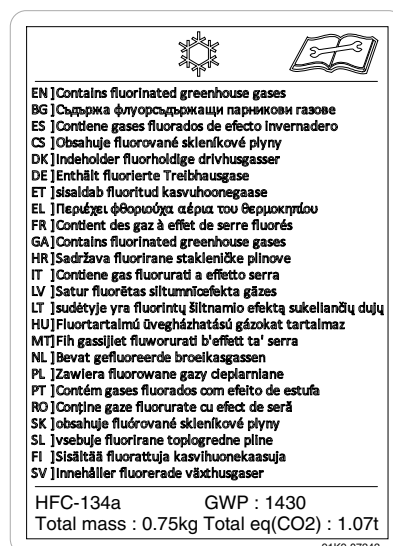 EN ]Contains fluorinated greenhouse gases
BG ]Съдържа флуорсъдържащи парникови газове
ES ]Contiene gases fluorados de efecto invernadero
CS ]Obsahuje fluorované skleníkové plyny
DK]Indeholder fluorholdige drivhusgasser
DE ]Enthält fluorierte Treibhausgase
ET ]sisaldab fluoritud kasvuhoonegaase
EL ]Περιέχει φθοριούχα αέρια του θερμοκηπίου
FR ]Contient des gaz à effet de serre fluorés
GA]Contains fluorinated greenhouse gases
HR]Sadržava fluorirane stakleničke plinove
IT ]Contiene gas fluorurati a effetto serra
LV ]Satur fluorētas siltumnīcefekta gāzes
LT ]sudėtyje yra fluorintų šiltnamio efektą sukeliančių dujų
HU]Fluortartalmú üvegházhatású gázokat tartalmaz
MT]Fih gassijiet fluworurati b'effett ta' serra
NL ]Bevat gefluoreerde broeikasgassen
PL ]Zawiera fluorowane gazy cieplarniane
PT ]Contém gases fluorados com efeito de estufa
RO]Conține gaze fluorurate cu efect de seră
SK ]obsahuje fluórované skleníkové plyny
SL ]vsebuje fluorirane toplogredne pline
FI ]Sisältää fluorattuja kasvihuonekaasuja
SV ]Innehåller fluorerade växthusgaser
HFC-134a GWP : 1430
Total mass : 0.75kg Total eq(CO2) : 1.07t